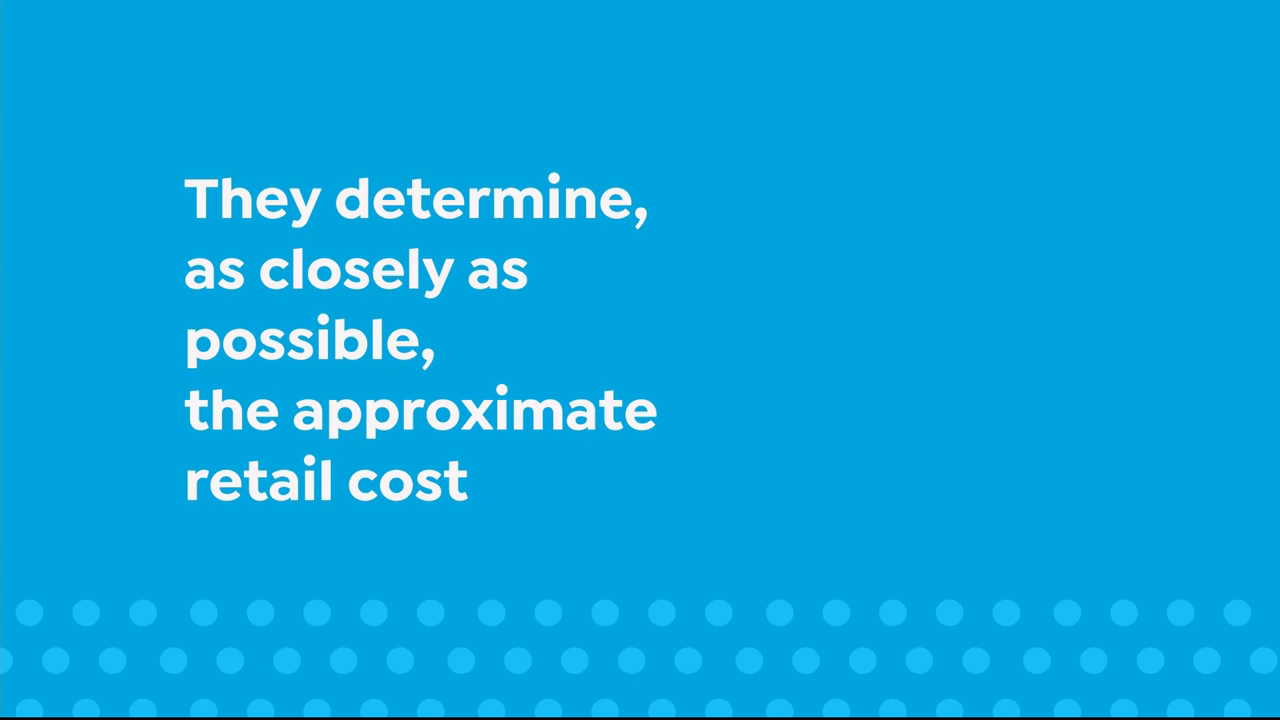 They determine,
as closely as
possible,
the approximate
retail cost